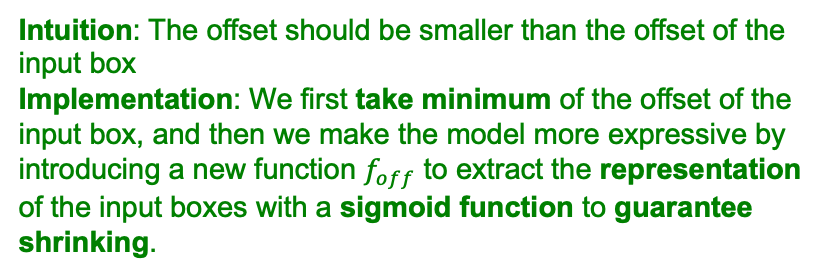 Intuition: The offset should be smaller than the offset of the
input box
Implementation: We first take minimum of the offset of the
input box, and then we make the model more expressive by
introducing a new function f_off to extract the representation
of the input boxes with a sigmoid function to guarantee
shrinking.